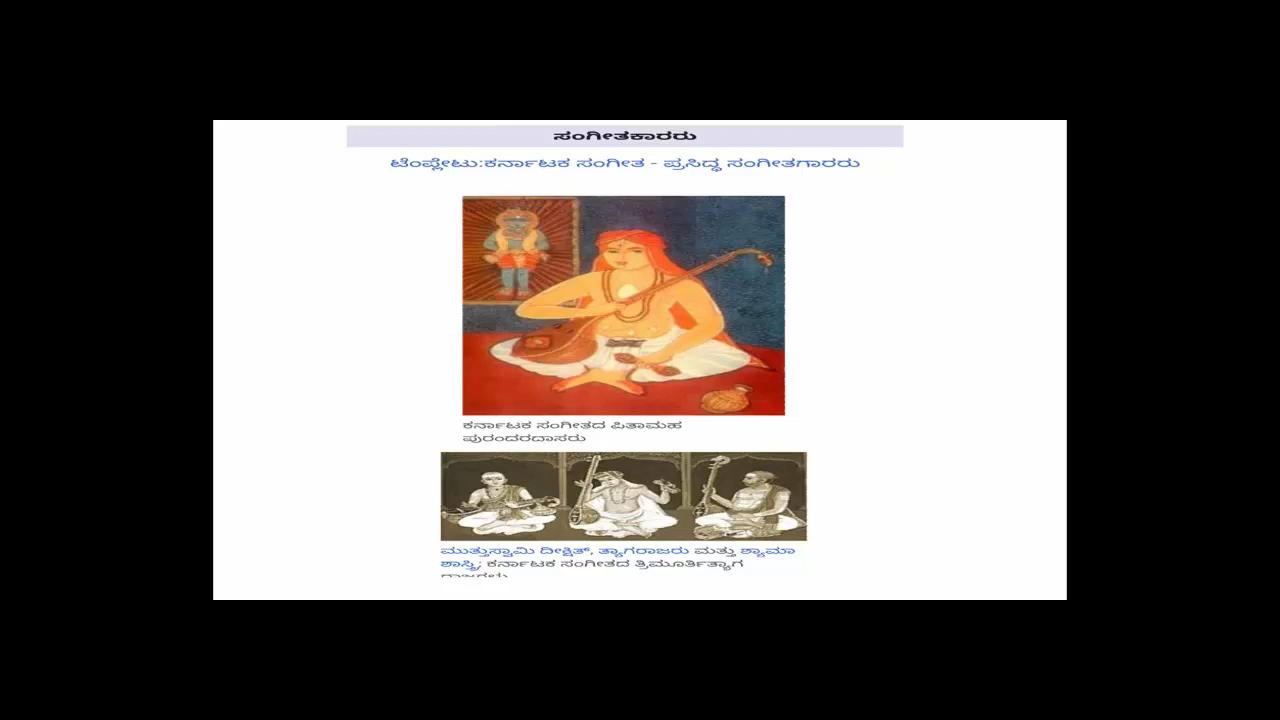 ಸಂಗೀತಕಾರರು
ಟೆಂಪ್ಲೇಟು:ಕರ್ನಾಟಕ ಸಂಗೀತ - ಪ್ರಸಿದ್ಧ ಸಂಗೀತಗಾರರು
ಕರ್ನಾಟಕ ಸಂಗೀತದ ಪಿತಾಮಹ
ಪುರಂದರದಾಸರು
ಮುತ್ತುಸ್ವಾಮಿ ದೀಕ್ಷಿತ್, ತ್ಯಾಗರಾಜರು ಮತ್ತು ಶ್ಯಾಮಾ
ಶಾಸ್ತ್ರಿ; ಕರ್ನಾಟಕ ಸಂಗೀತದ ತ್ರಿಮೂರ್ತಿತ್ಯಾಗ